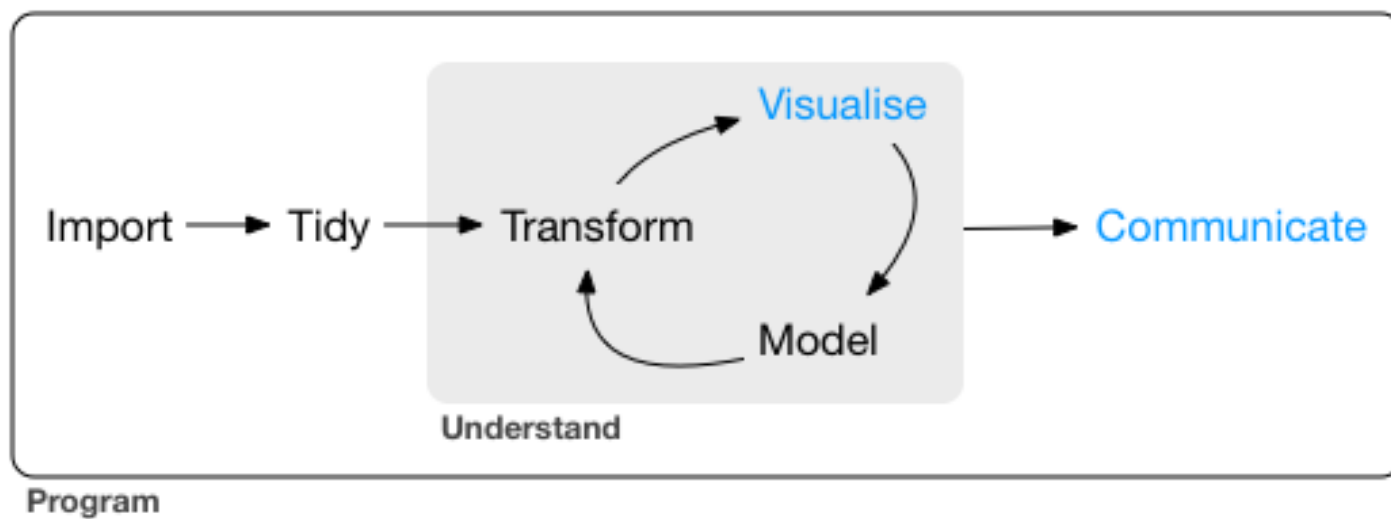 Visualise
Import Tidy Transform Communicate
Model
Understand
Program